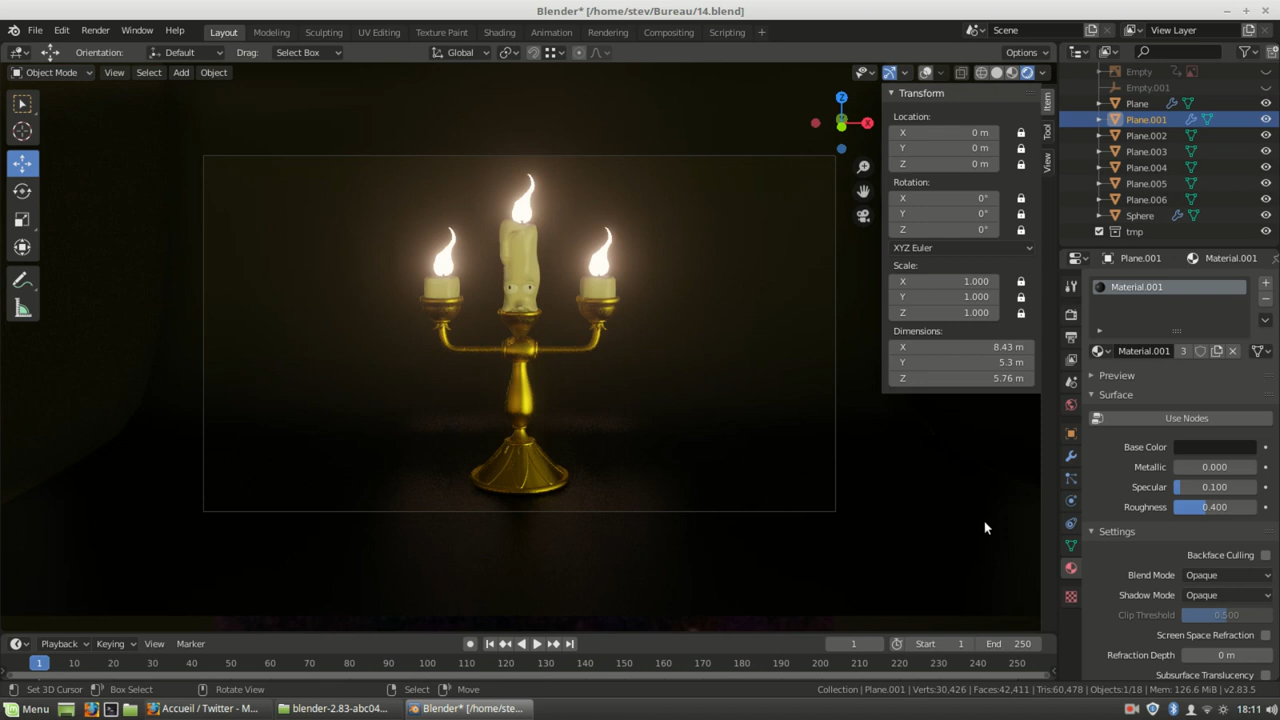 Blender* [/home/stev/Bureau/14.blend]
File Edit Render Window Help Layout Modeling Sculpting UV Editing Texture Paint Shading Animation Rendering Compositing Scripting + Scene View Layer
Orientation: Default Drag: Select Box Global Options
Object Mode View Select Add Object
Empty
Empty.001
Plane
Plane.001
Plane.002
Plane.003
Plane.004
Plane.005
Plane.006
Sphere
tmp
Z
X
Item
Tool
View
Transform
Location:
X 0 m
Y 0 m
Z 0 m
Rotation:
X 0°
Y 0°
Z 0°
XYZ Euler
Scale:
X 1.000
Y 1.000
Z 1.000
Dimensions:
X 8.43 m
Y 5.3 m
Z 5.76 m
Plane.001 Material.001
Material.001
Material.001 3
Preview
Surface
Use Nodes
Base Color
Metallic 0.000
Specular 0.100
Roughness 0.400
Settings
Backface Culling
Blend Mode Opaque
Shadow Mode Opaque
Clip Threshold 0.500
Screen Space Refraction
Refraction Depth 0 m
Subsurface Translucency
Playback Keying View Marker 1 Start 1 End 250
1 10 20 30 40 50 60 70 80 90 100 110 120 130 140 150 160 170 180 190 200 210 220 230 240 250
Set 3D Cursor Box Select Rotate View Select Move Collection | Plane.001 | Verts:30,426 | Faces:42,411 | Tris:60,478 | Objects:1/18 | Mem: 126.6 MiB | v2.83.5
Menu Accueil / Twitter - M... blender-2.83-abc04... Blender* [/home/ste... 18:11